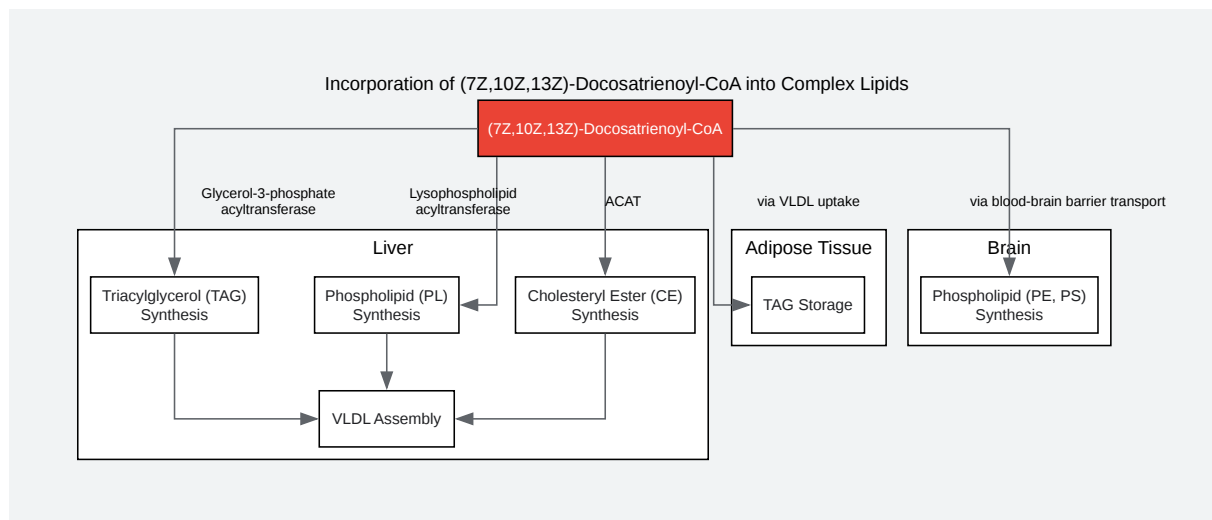 Incorporation of (7Z,10Z,13Z)-Docosatrienoyl-CoA into Complex Lipids
(7Z,10Z,13Z)-Docosatrienoyl-CoA
Glycerol-3-phosphate
acyltransferase
Lysophospholipid
acyltransferase
ACAT
via VLDL uptake
via blood-brain barrier transport
Liver
Adipose Tissue
Brain
Triacylglycerol (TAG)
Synthesis
Phospholipid (PL)
Synthesis
Cholesteryl Ester (CE)
Synthesis
TAG Storage
Phospholipid (PE, PS)
Synthesis
VLDL Assembly